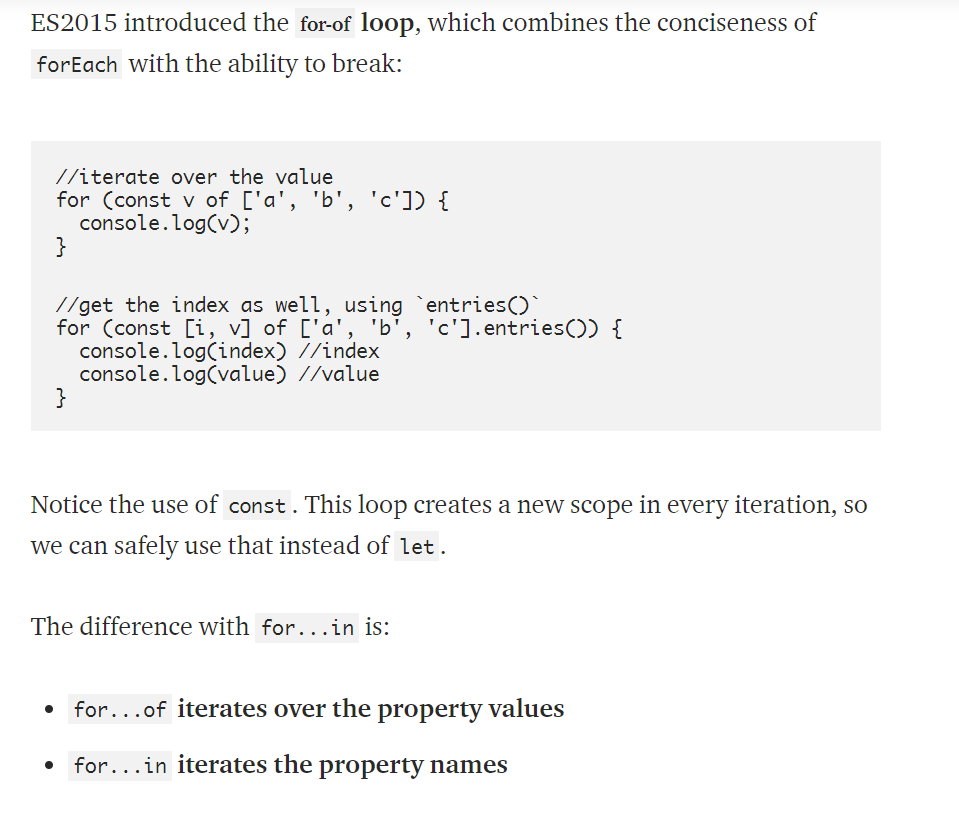 ES2015 introduced the for-of loop, which combines the conciseness of
forEach with the ability to break:
//iterate over the value
for (const v of ['a', 'b', 'c']) {
  console.log(v);
}
//get the index as well, using `entries()`
for (const [i, v] of ['a', 'b', 'c'].entries()) {
  console.log(index) //index
  console.log(value) //value
}
Notice the use of const. This loop creates a new scope in every iteration, so
we can safely use that instead of let.
The difference with for...in is:
• for...of iterates over the property values
• for...in iterates the property names